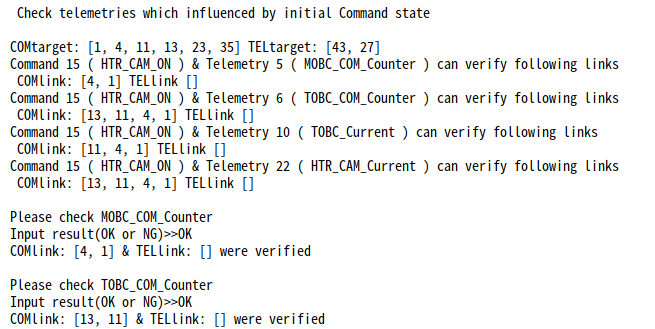 Check telemetries which influenced by initial Command state
COMtarget: [1, 4, 11, 13, 23, 35] TELtarget: [43, 27]
Command 15 ( HTR_CAM_ON ) & Telemetry 5 ( MOBC_COM_Counter ) can verify following links
COMlink: [4, 1] TELlink []
Command 15 ( HTR_CAM_ON ) & Telemetry 6 ( TOBC_COM_Counter ) can verify following links
COMlink: [13, 11, 4, 1] TELlink []
Command 15 ( HTR_CAM_ON ) & Telemetry 10 ( TOBC_Current ) can verify following links
COMlink: [11, 4, 1] TELlink []
Command 15 ( HTR_CAM_ON ) & Telemetry 22 ( HTR_CAM_Current ) can verify following links
COMlink: [13, 11, 4, 1] TELlink []
Please check MOBC_COM_Counter
Input result(OK or NG)>>OK
COMlink: [4, 1] & TELlink: [] were verified
Please check TOBC_COM_Counter
Input result(OK or NG)>>OK
COMlink: [13, 11] & TELlink: [] were verified